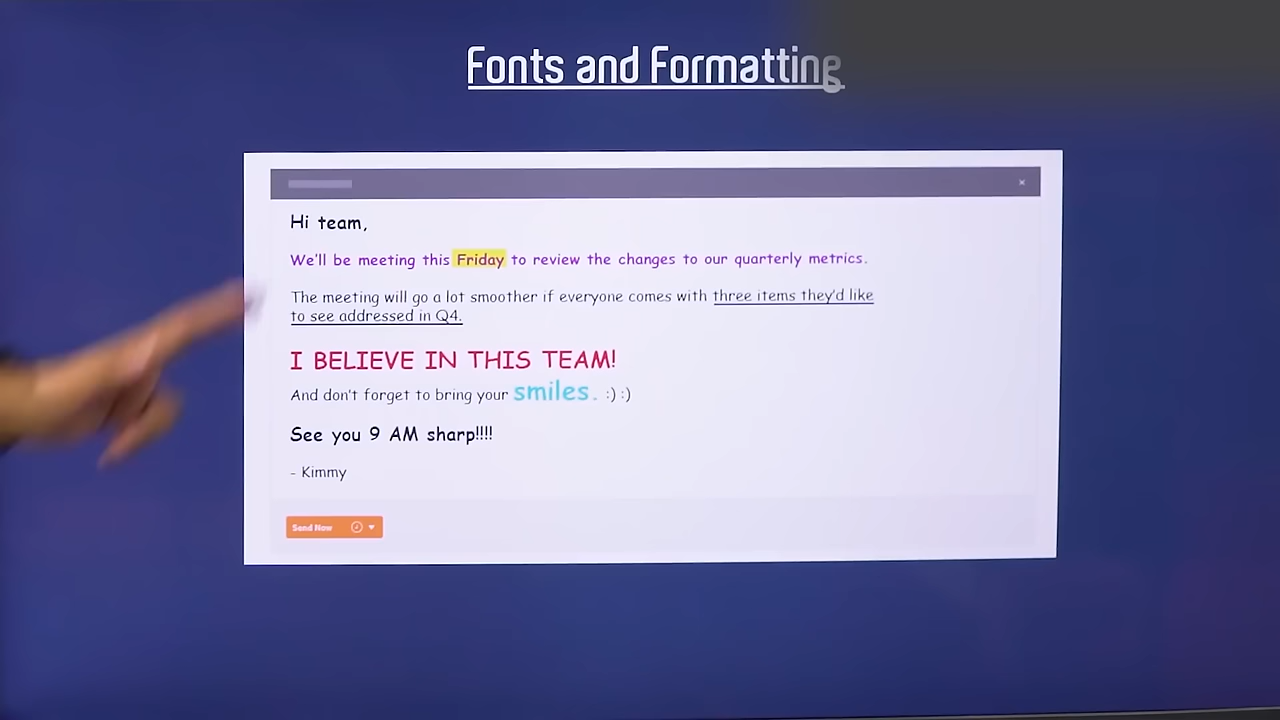 Fonts and Formatting
Hi team,
We'll be meeting this Friday to review the changes to our quarterly metrics.
The meeting will go a lot smoother if everyone comes with three items they'd like
to see addressed in Q4.
I BELIEVE IN THIS TEAM!
And don't forget to bring your smiles. :) :)
See you 9 AM sharp!!!!
- Kimmy
Send Now